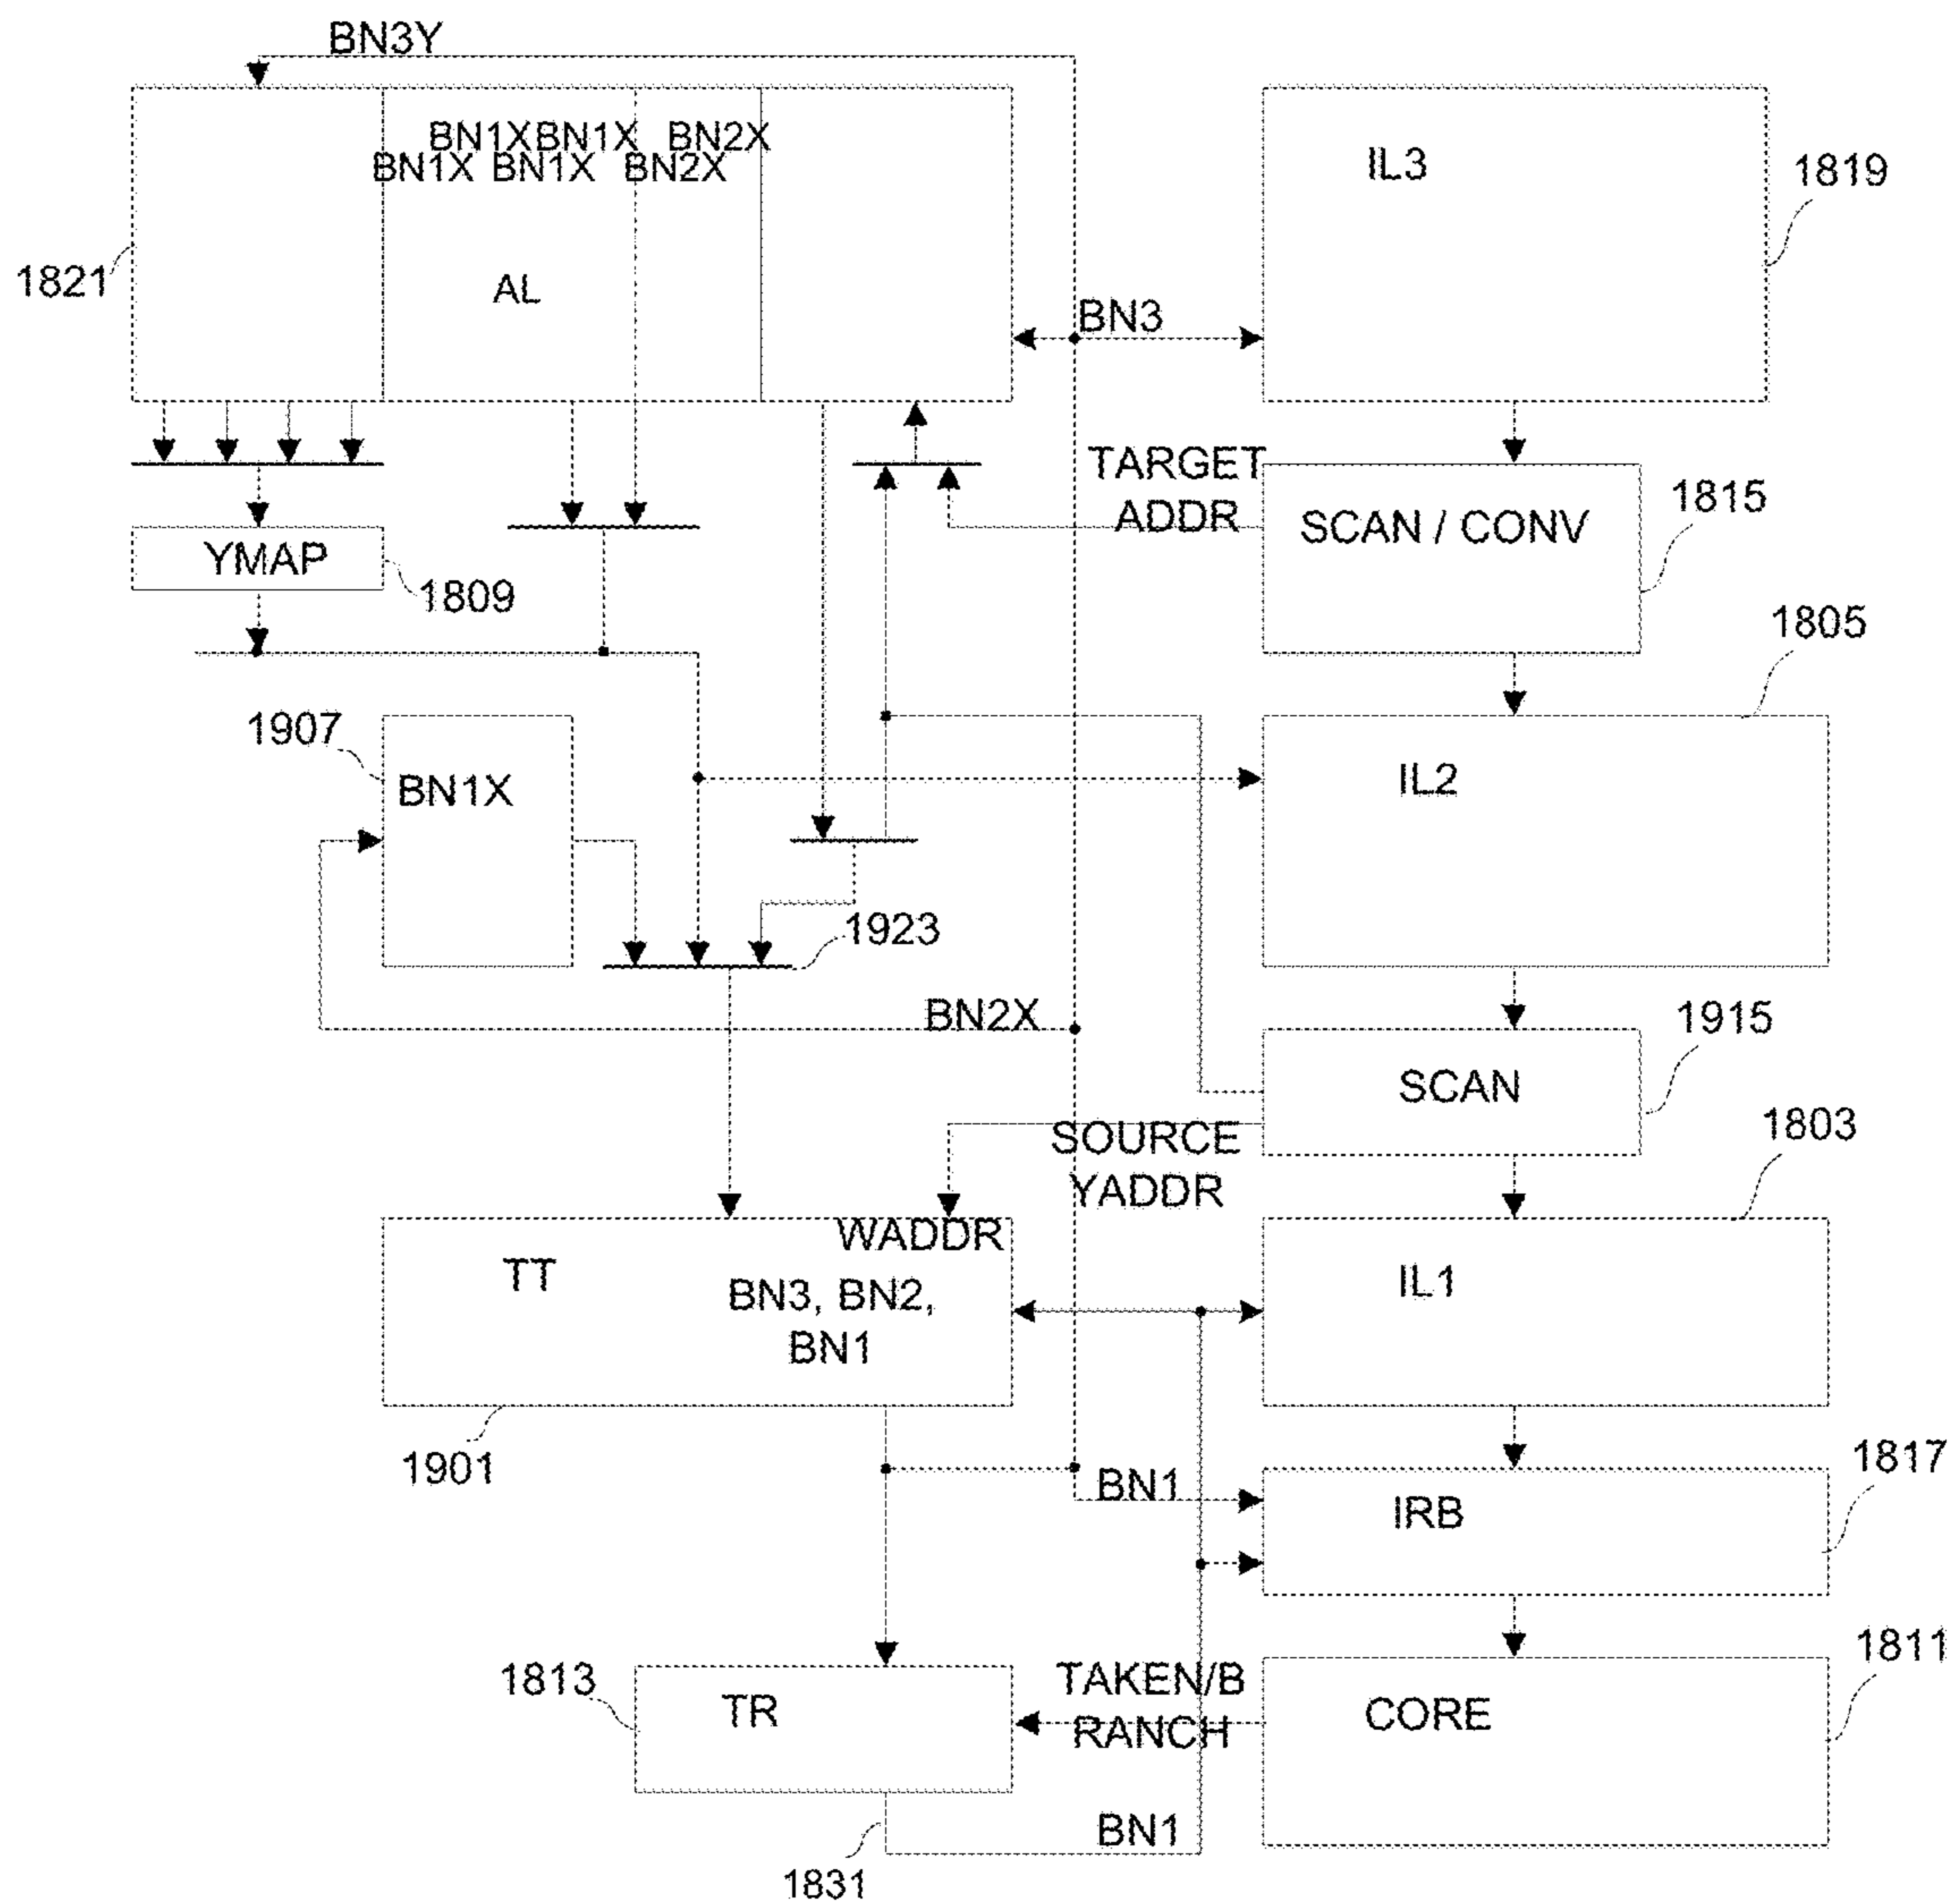 BN3Y
BN1X BN1X BN2X
BN1X BN1X BN2X
IL3
1819
1821
AL
BN3
TARGET
ADDR
SCAN / CONV
1815
YMAP
1809
1805
1907
BN1X
IL2
1923
BN2X
1915
SCAN
SOURCE
YADDR
1803
WADDR
TT
BN3, BN2,
BN1
IL1
1901
BN1
IRB
1817
1813
TR
TAKEN/B
RANCH
CORE
1811
BN1
1831